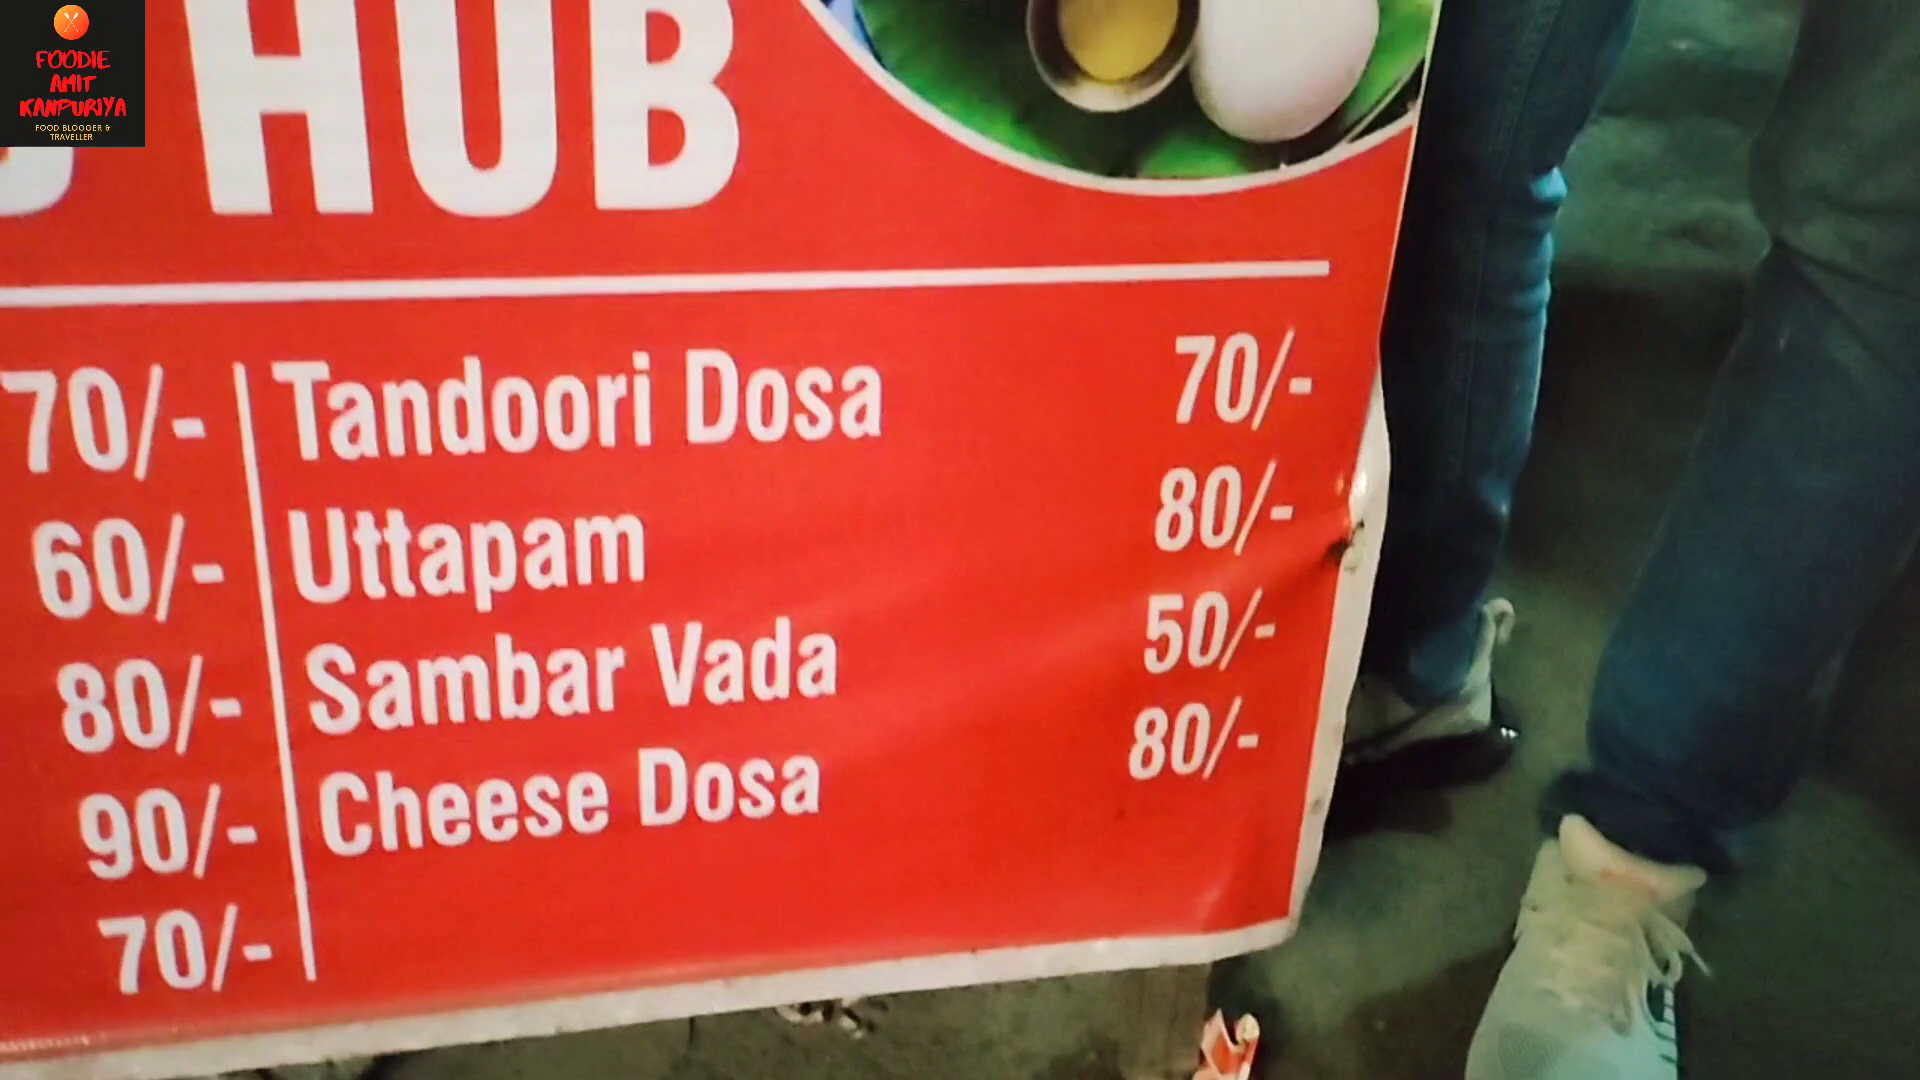 FOODIE
AMIT
KANPURIYA
FOOD BLOGGER &
TRAVELLER
HUB
70/- Tandoori Dosa 70/-
60/- Uttapam 80/-
80/- Sambar Vada 50/-
90/- Cheese Dosa 80/-
70/-